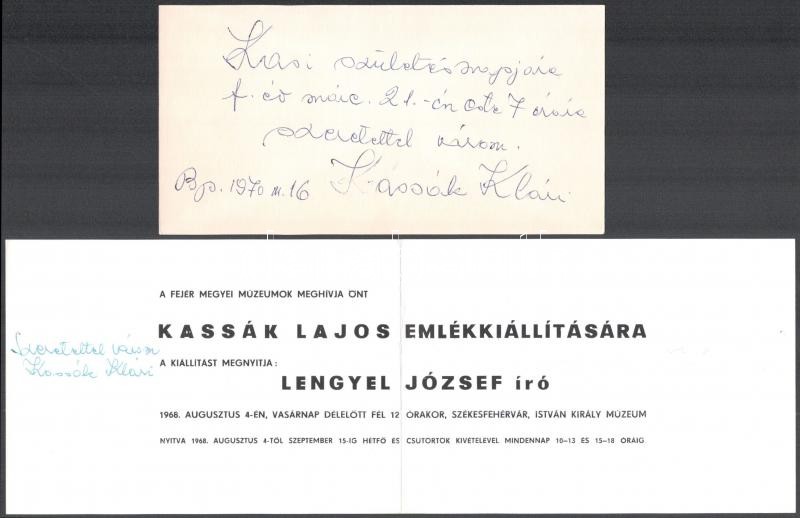 Kasi születésnapjára
f. év márc. 21.-én este 7 órára
szeretettel várom.
Bp. 1970 III. 16 Kassák Klári
A FEJÉR MEGYEI MÚZEUMOK MEGHÍVJA ÖNT
KASSÁK LAJOS EMLÉKKIÁLLÍTÁSÁRA
Szeretettel várom
Kassák Klári
A KIÁLLÍTÁST MEGNYITJA:
LENGYEL JÓZSEF író
1968. AUGUSZTUS 4-ÉN, VASÁRNAP DÉLELŐTT FÉL 12 ÓRAKOR, SZÉKESFEHÉRVÁR, ISTVÁN KIRÁLY MÚZEUM
NYITVA 1968. AUGUSZTUS 4-TŐL SZEPTEMBER 15-IG HÉTFŐ ÉS CSÜTÖRTÖK KIVÉTELÉVEL MINDENNAP 10–13 ÉS 15–18 ÓRÁIG